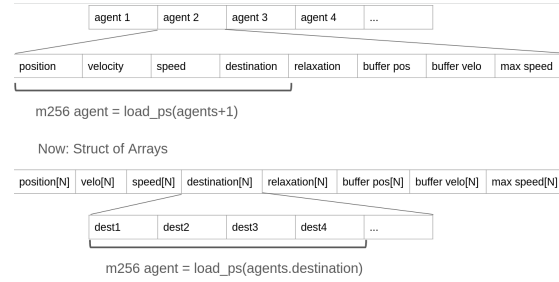 agent 1 agent 2 agent 3 agent 4 ...
position velocity speed destination relaxation buffer pos buffer velo max speed
m256 agent = load_ps(agents+1)
Now: Struct of Arrays
position[N] velo[N] speed[N] destination[N] relaxation[N] buffer pos[N] buffer velo[N] max speed[N]
dest1 dest2 dest3 dest4 ...
m256 agent = load_ps(agents.destination)